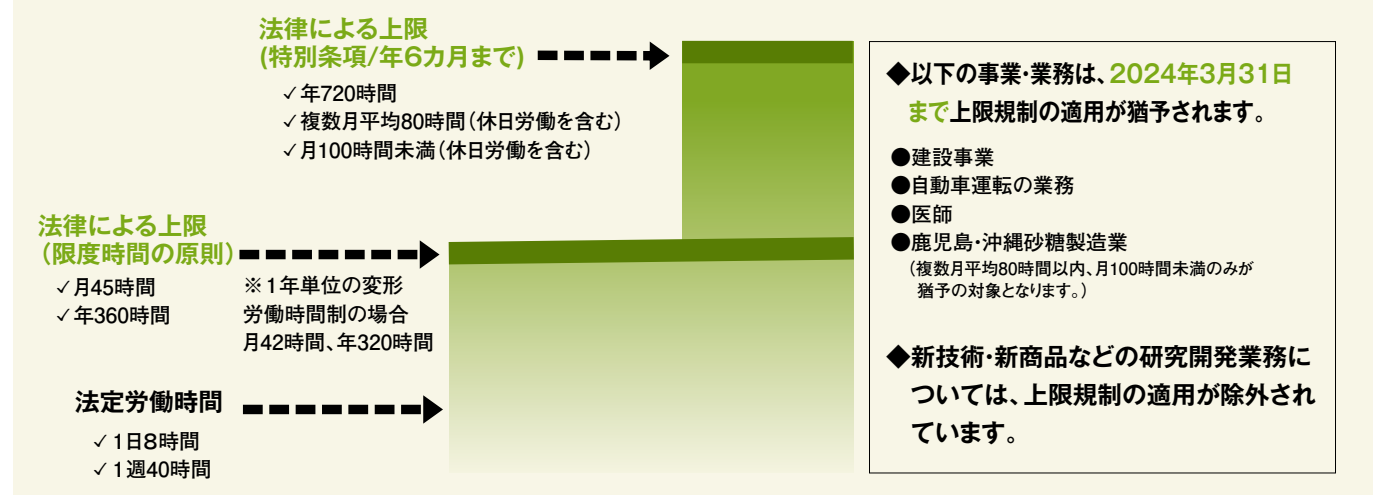 法律による上限
(特別条項/年6カ月まで)
✓年720時間
✓複数月平均80時間(休日労働を含む)
✓月100時間未満(休日労働を含む)
法律による上限
(限度時間の原則)
✓月45時間
✓年360時間
※1年単位の変形
労働時間制の場合
月42時間、年320時間
法定労働時間
✓1日8時間
✓1週40時間
◆以下の事業・業務は、2024年3月31日
まで上限規制の適用が猶予されます。
●建設事業
●自動車運転の業務
●医師
●鹿児島・沖縄砂糖製造業
(複数月平均80時間以内、月100時間未満のみが
猶予の対象となります。)
◆新技術・新商品などの研究開発業務に
ついては、上限規制の適用が除外され
ています。